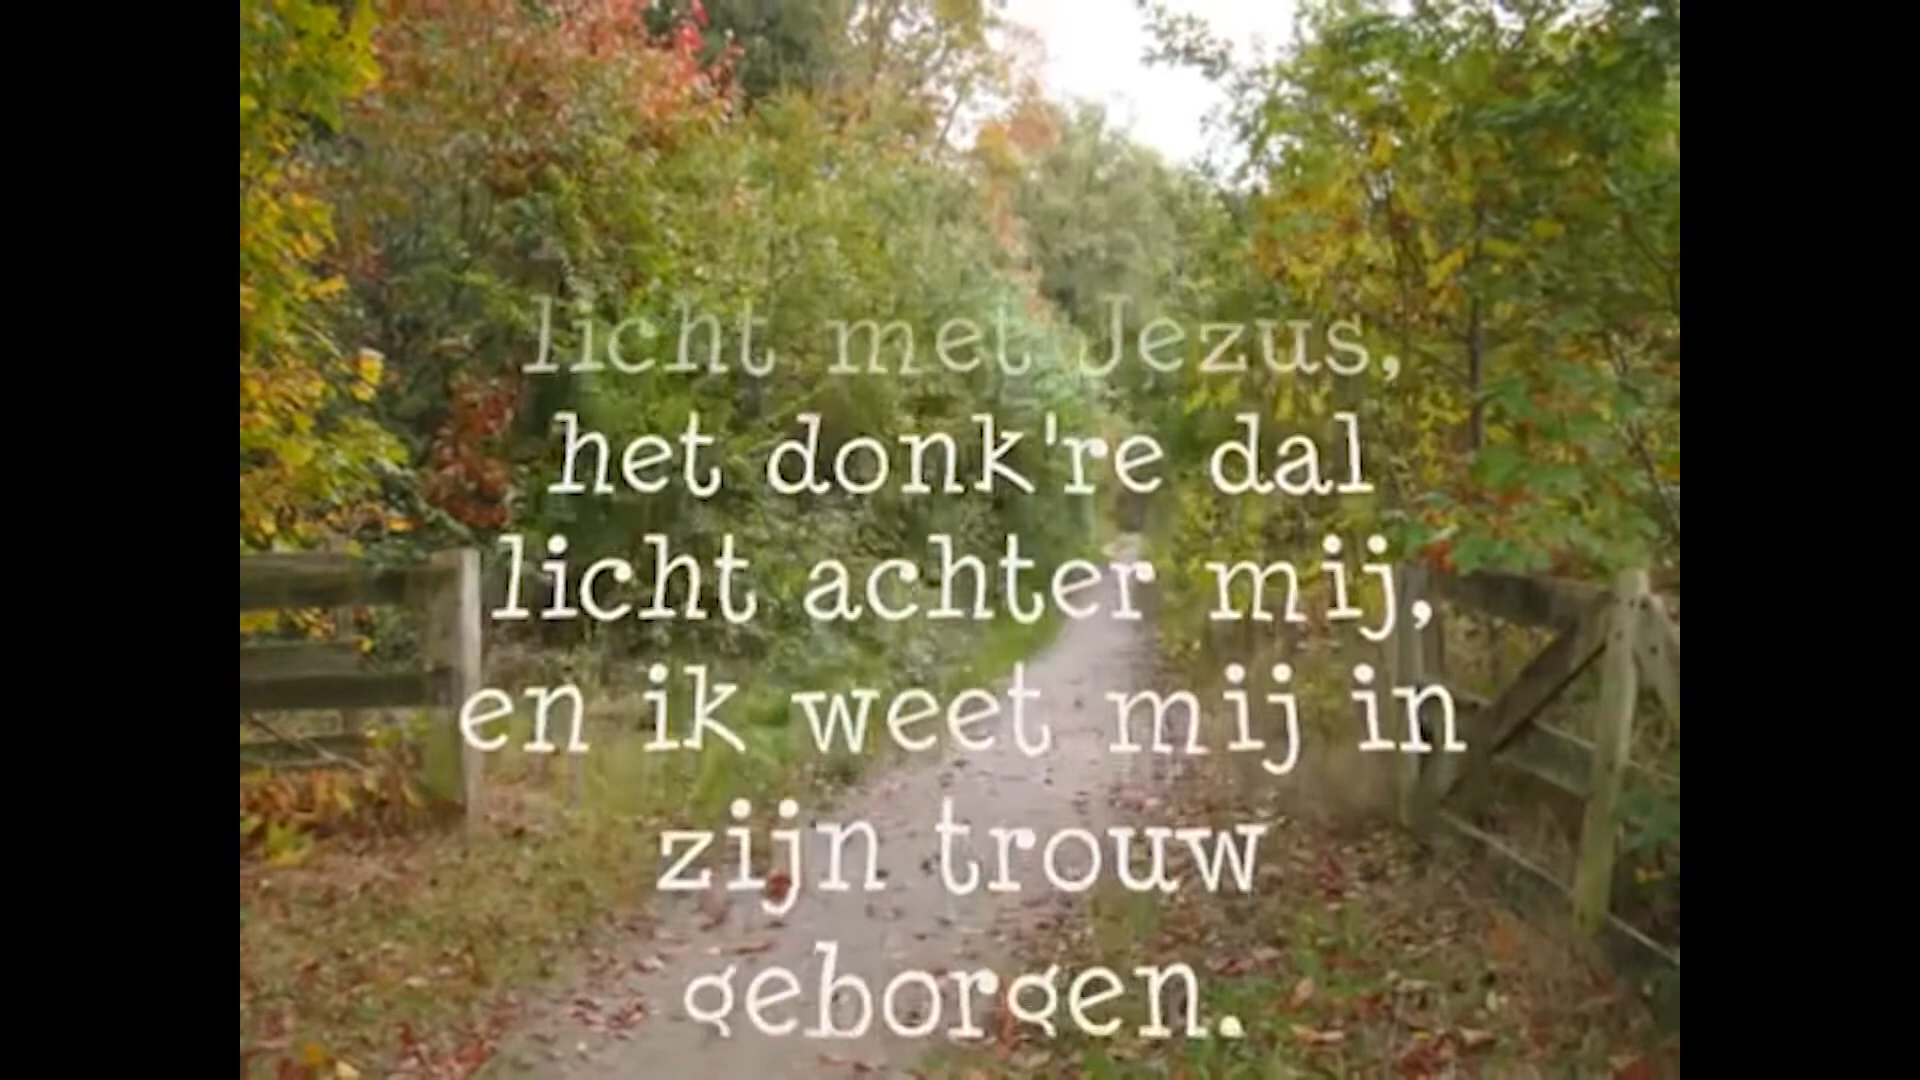 licht met Jezus,
het donk're dal
licht achter mij,
en ik weet mij in
zijn trouw
geborgen.